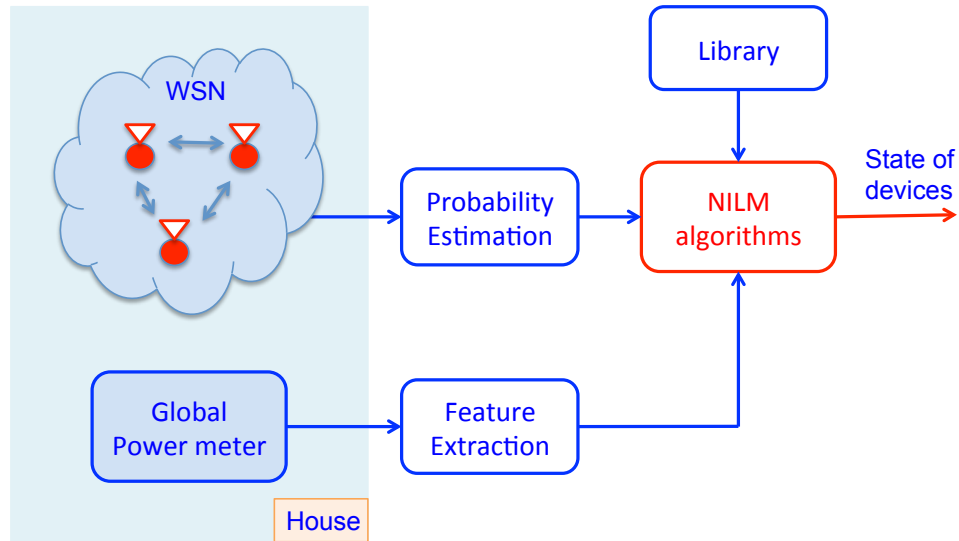 WSN
Library
Probability
Estimation
NILM
algorithms
State of
devices
Global
Power meter
Feature
Extraction
House